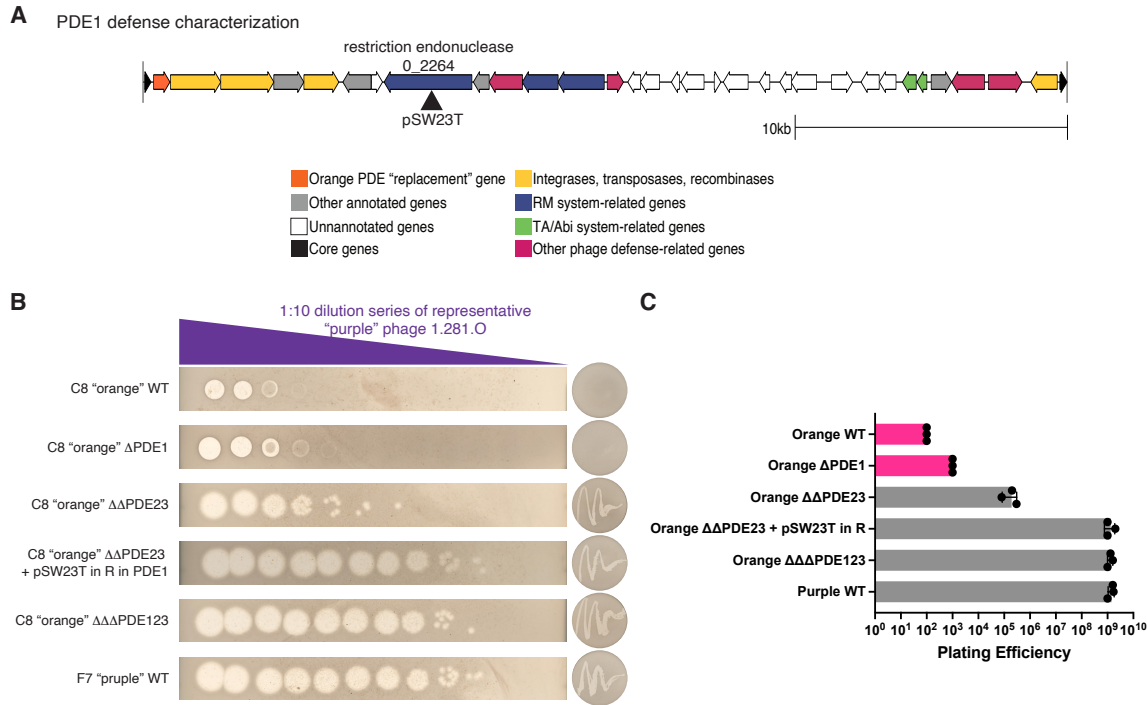 A
PDE1 defense characterization
restriction endonuclease
0_2264
pSW23T
10kb
Orange PDE “replacement” gene
Integrases, transposases, recombinases
Other annotated genes
RM system-related genes
Unnannotated genes
TA/Abi system-related genes
Core genes
Other phage defense-related genes
B
1:10 dilution series of representative
“purple” phage 1.281.O
C8 “orange” WT
C8 “orange” ΔPDE1
C8 “orange” ΔΔPDE23
C8 “orange” ΔΔPDE23
+ pSW23T in R in PDE1
C8 “orange” ΔΔΔPDE123
F7 “pruple” WT
C
Orange WT
Orange ΔPDE1
Orange ΔΔPDE23
Orange ΔΔPDE23 + pSW23T in R
Orange ΔΔΔPDE123
Purple WT
10⁰ 10¹ 10² 10³ 10⁴ 10⁵ 10⁶ 10⁷ 10⁸ 10⁹ 10¹⁰
Plating Efficiency